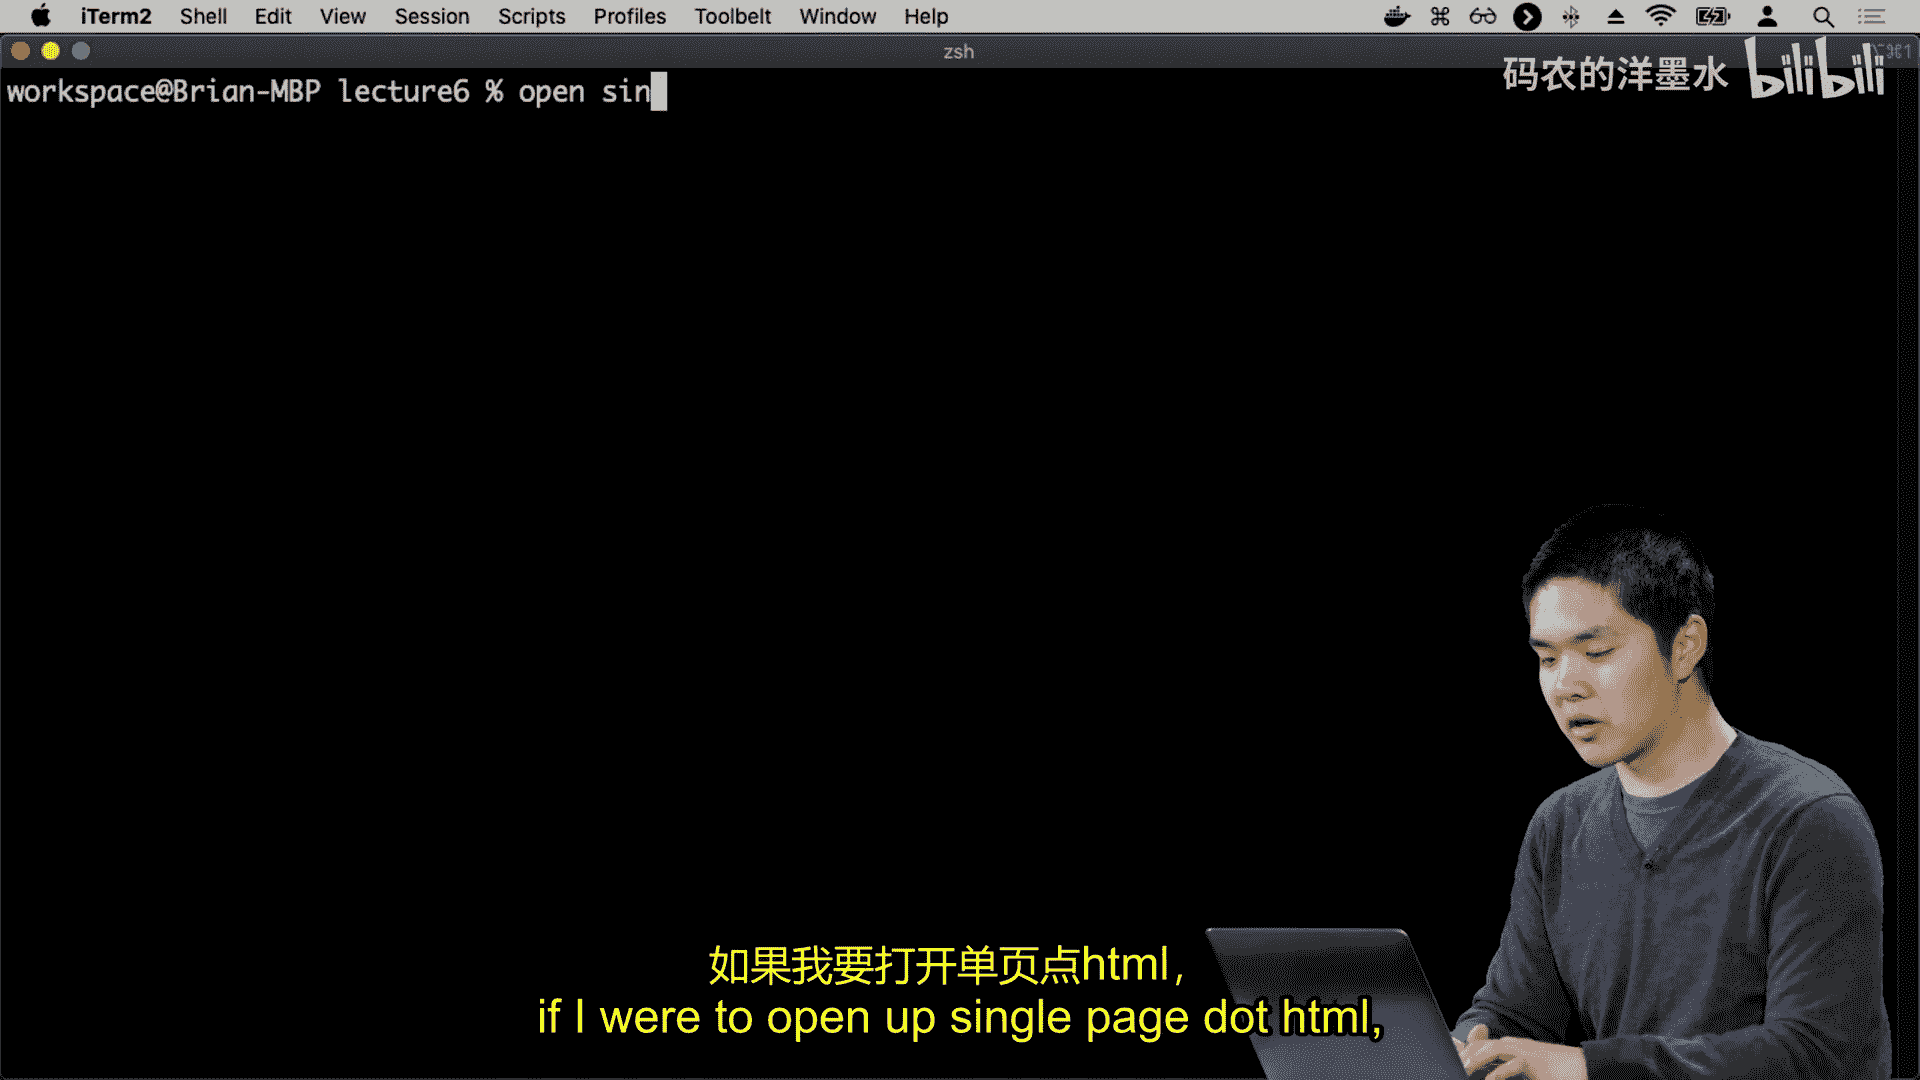 iTerm2 Shell Edit View Session Scripts Profiles Toolbelt Window Help
zsh
⌘1
workspace@Brian-MBP lecture6 % open sin
码农的洋墨水 bilibili
如果我要打开单页点html，
if I were to open up single page dot html,